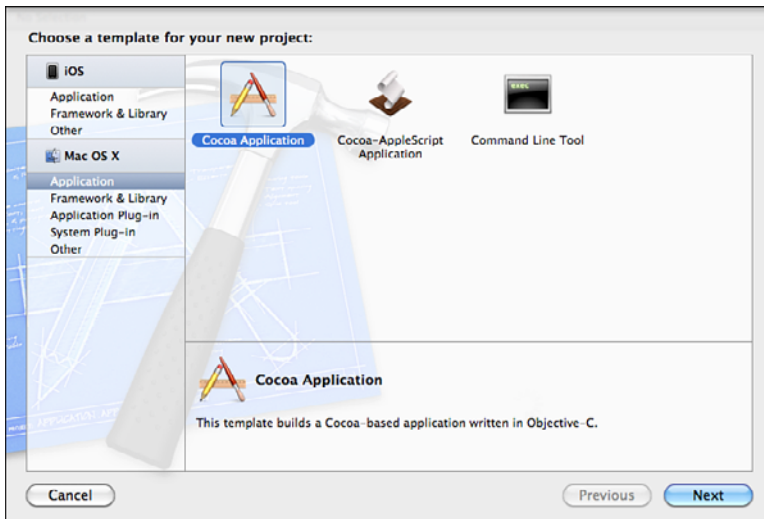 Choose a template for your new project:
iOS
Application
Framework & Library
Other
Mac OS X
Application
Framework & Library
Application Plug-in
System Plug-in
Other
Cocoa Application
Cocoa-AppleScript
Application
Command Line Tool
Cocoa Application
This template builds a Cocoa-based application written in Objective-C.
Cancel
Previous
Next